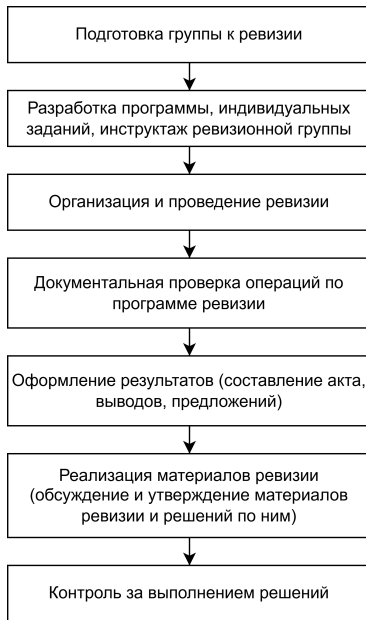 Подготовка группы к ревизии
Разработка программы, индивидуальных
заданий, инструктаж ревизионной группы
Организация и проведение ревизии
Документальная проверка операций по
программе ревизии
Оформление результатов (составление акта,
выводов, предложений)
Реализация материалов ревизии
(обсуждение и утверждение материалов
ревизии и решений по ним)
Контроль за выполнением решений